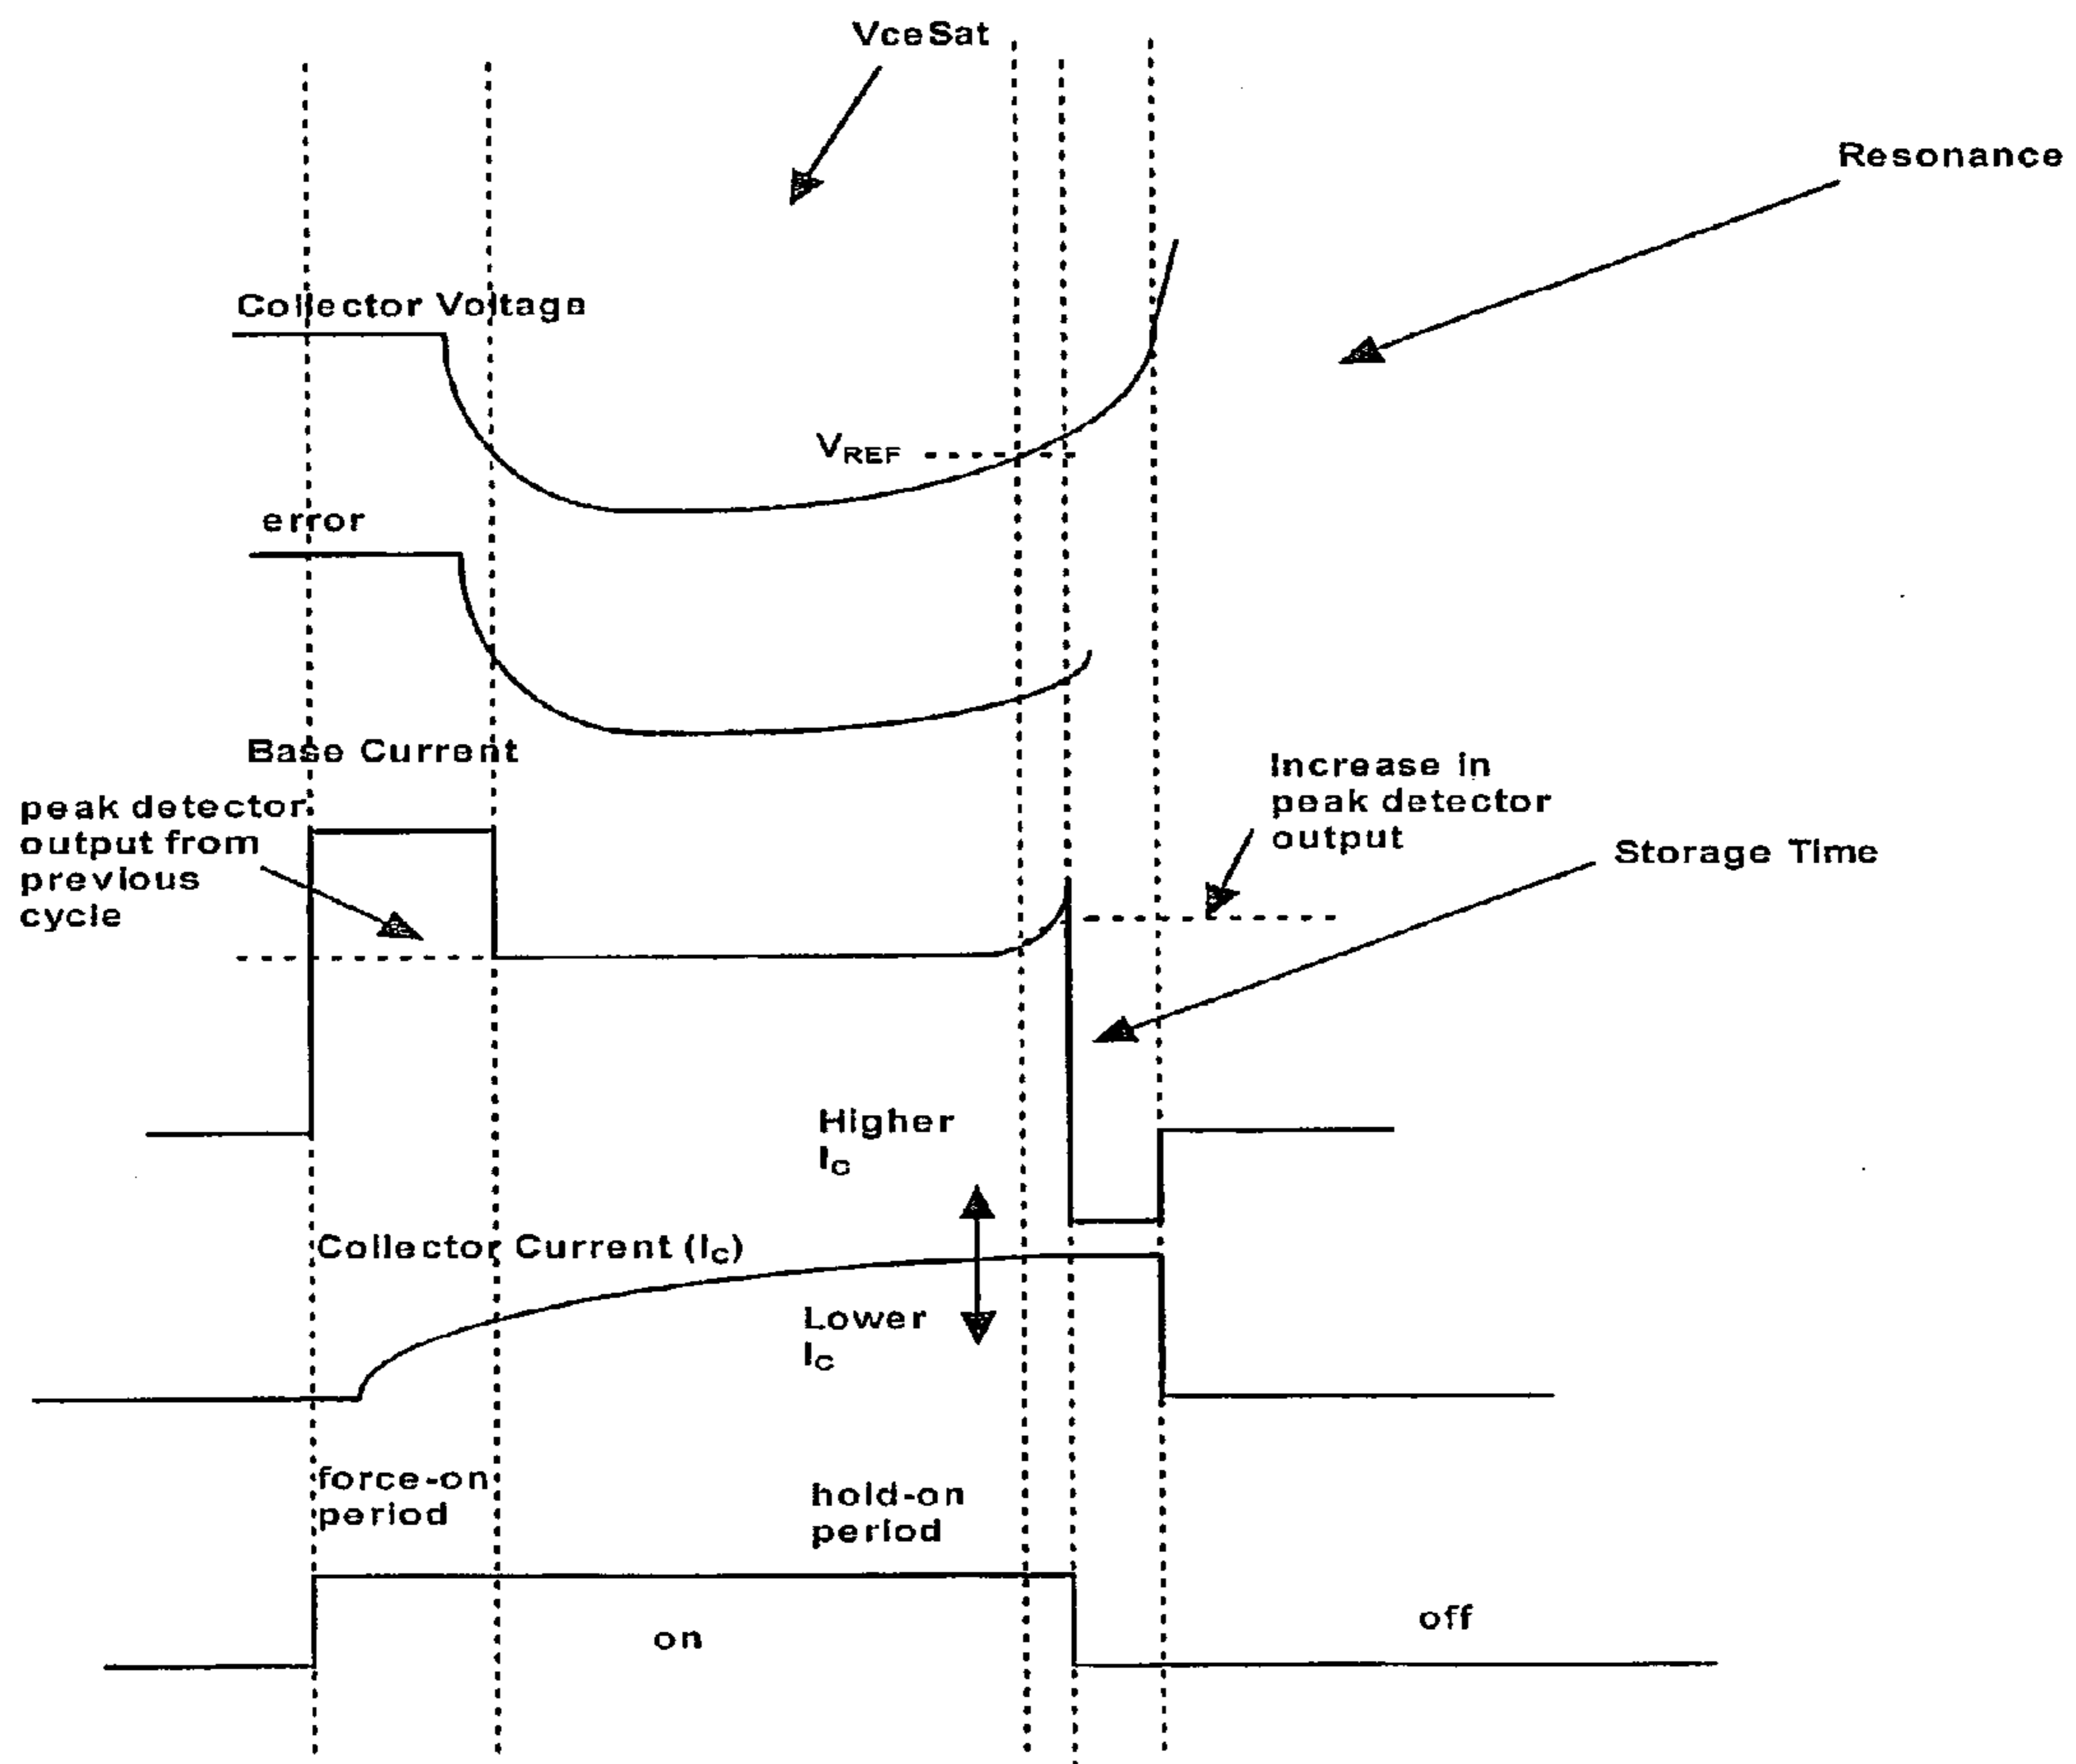 VceSat
Resonance
Collector Voltage
VREF
error
Base Current
peak detector
output from
previous
cycle
Increase in
peak detector
output
Storage Time
Higher
IC
Collector Current (IC)
Lower
IC
force-on
period
hold-on
period
on
off